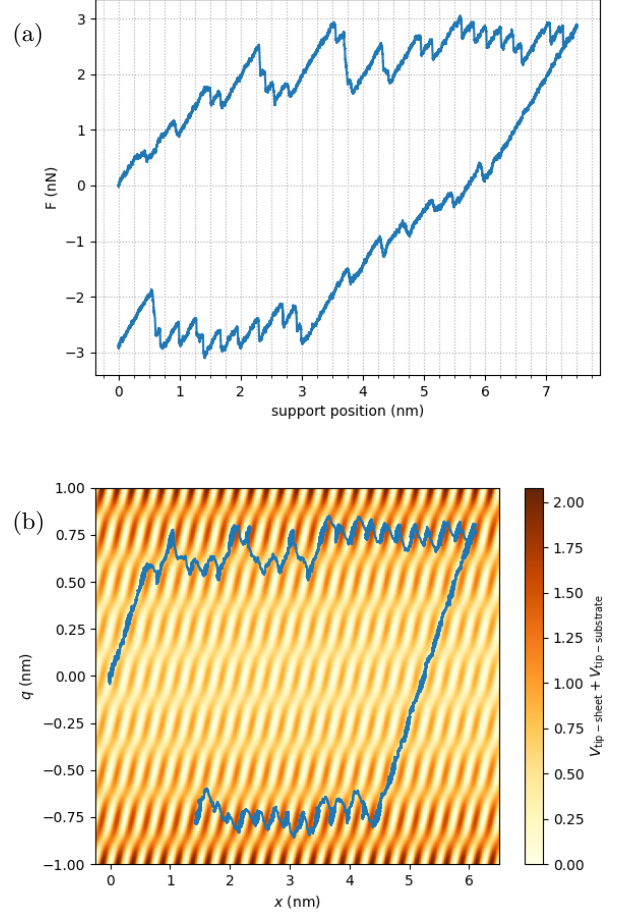 (a)
F (nN)
3
2
1
0
−1
−2
−3
0 1 2 3 4 5 6 7
support position (nm)
(b)
q (nm)
1.00
0.75
0.50
0.25
0.00
−0.25
−0.50
−0.75
−1.00
0 1 2 3 4 5 6
x (nm)
2.00
1.75
1.50
1.25
1.00
0.75
0.50
0.25
0.00
V tip−sheet + V tip−substrate